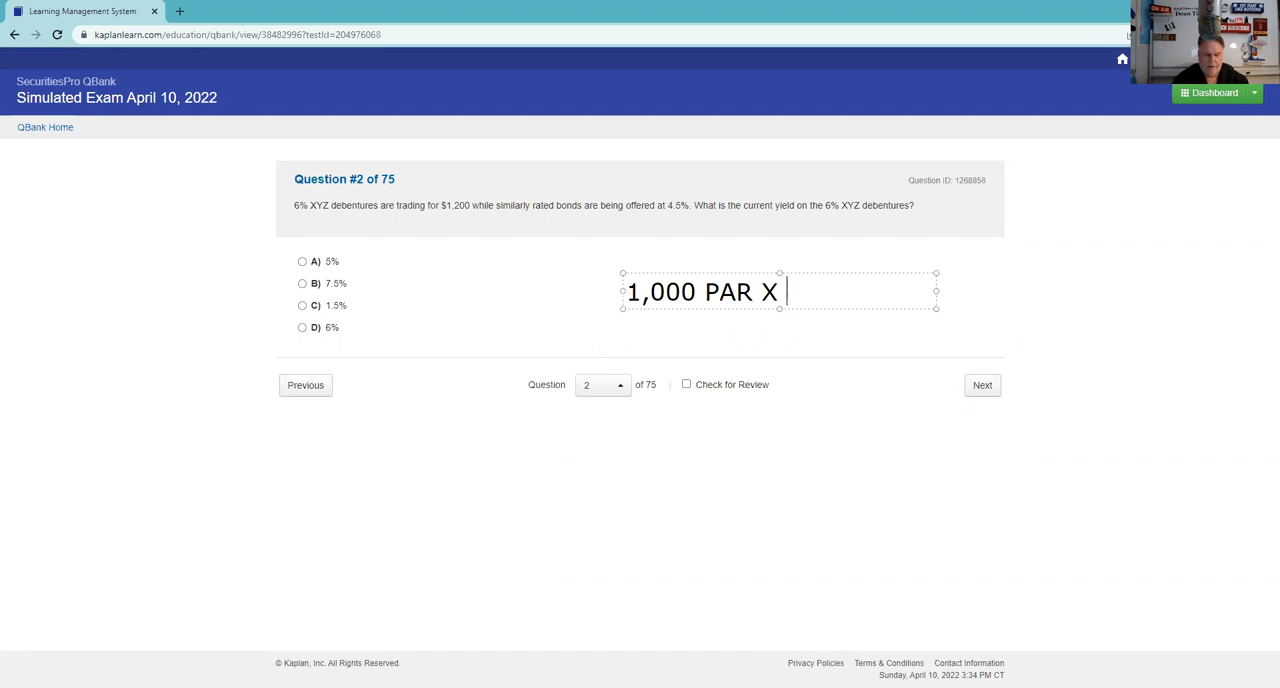 Learning Management System
kaplanlearn.com/education/qbank/view/38482996?testId=204976068
SecuritiesPro QBank
Simulated Exam April 10, 2022
Dashboard
QBank Home
Question #2 of 75
Question ID: 1268858
6% XYZ debentures are trading for $1,200 while similarly rated bonds are being offered at 4.5%. What is the current yield on the 6% XYZ debentures?
A) 5%
B) 7.5%
C) 1.5%
D) 6%
1,000 PAR X
Previous
Question 2 of 75 | Check for Review
Next
© Kaplan, Inc. All Rights Reserved.
Privacy Policies Terms & Conditions Contact Information
Sunday, April 10, 2022 3:34 PM CT